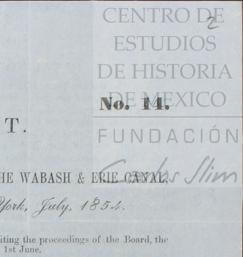 2
CENTRO DE
ESTUDIOS
DE HISTORIA
DE MEXICO
No. 14.
FUNDACIÓN
T.
Carlos Slim
HE WABASH & ERIE CANAL,
York, July, 1854.
iting the proceedings of the Board, the
1st June.